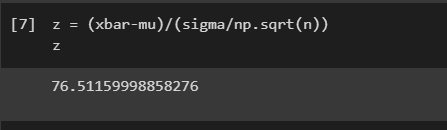 [7] z = (xbar-mu)/(sigma/np.sqrt(n))
z
76.51159998858276